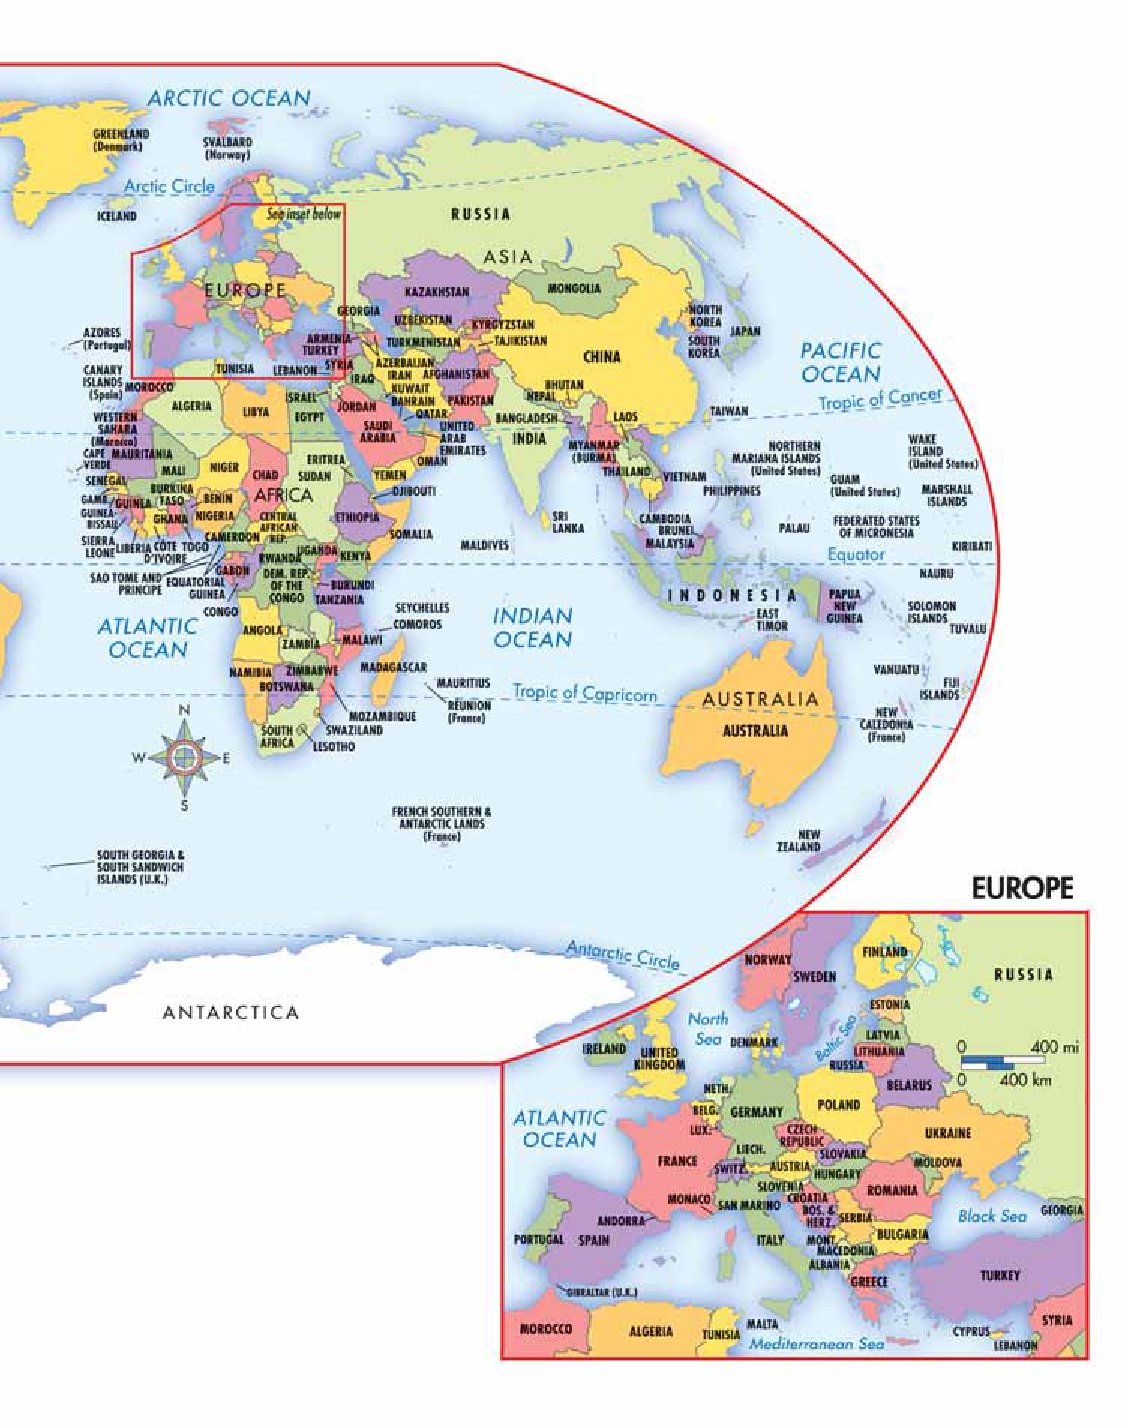 ARCTIC OCEAN
GREENLAND
(Denmark)
SVALBARD
(Norway)
Arctic Circle
ICELAND
See inset below
RUSSIA
ASIA
EUROPE
KAZAKHSTAN
MONGOLIA
GEORGIA
UZBEKISTAN
KYRGYZSTAN
TAJIKISTAN
NORTH
KOREA
SOUTH
KOREA
JAPAN
AZORES
(Portugal)
ARMENIA
TURKEY
TURKMENISTAN
CHINA
PACIFIC
OCEAN
CANARY
ISLANDS
(Spain)
MOROCCO
TUNISIA
LEBANON
SYRIA
IRAQ
AZERBAIJAN
IRAN
AFGHANISTAN
KUWAIT
BAHRAIN
PAKISTAN
BHUTAN
NEPAL
Tropic of Cancer
ALGERIA
LIBYA
ISRAEL
EGYPT
JORDAN
QATAR
BANGLADESH
LAOS
TAIWAN
WESTERN
SAHARA
(Morocco)
SAUDI
ARABIA
UNITED
ARAB
EMIRATES
INDIA
MYANMAR
(BURMA)
NORTHERN
MARIANA ISLANDS
(United States)
WAKE
ISLAND
(United States)
CAPE
VERDE
MAURITANIA
MALI
NIGER
CHAD
ERITREA
SUDAN
OMAN
YEMEN
THAILAND
VIETNAM
PHILIPPINES
GUAM
(United States)
MARSHALL
ISLANDS
SENEGAL
GAMB.
GUINEA
BURKINA
FASO
BENIN
AFRICA
DJIBOUTI
GUINEA
BISSAU
GHANA
NIGERIA
CENTRAL
AFRICAN
REP.
ETHIOPIA
SOMALIA
SRI
LANKA
CAMBODIA
BRUNEI
MALAYSIA
PALAU
FEDERATED STATES
OF MICRONESIA
SIERRA
LEONE
LIBERIA
CÔTE
D'IVOIRE
TOGO
CAMEROON
RWANDA
UGANDA
KENYA
MALDIVES
Equator
KIRIBATI
SAO TOME AND
PRINCIPE
EQUATORIAL
GUINEA
GABON
CONGO
DEM. REP.
OF THE
CONGO
BURUNDI
TANZANIA
INDONESIA
PAPUA
NEW
GUINEA
NAURU
EAST
TIMOR
SOLOMON
ISLANDS
TUVALU
ATLANTIC
OCEAN
INDIAN
OCEAN
SEYCHELLES
COMOROS
ANGOLA
ZAMBIA
MALAWI
NAMIBIA
ZIMBABWE
BOTSWANA
MADAGASCAR
MAURITIUS
RÉUNION
(France)
Tropic of Capricorn
VANUATU
FIJI
ISLANDS
NEW
CALEDONIA
(France)
AUSTRALIA
AUSTRALIA
MOZAMBIQUE
SWAZILAND
LESOTHO
SOUTH
AFRICA
N
W
E
S
FRENCH SOUTHERN &
ANTARCTIC LANDS
(France)
NEW
ZEALAND
SOUTH GEORGIA &
SOUTH SANDWICH
ISLANDS (U.K.)
Antarctic Circle
ANTARCTICA
EUROPE
NORWAY
SWEDEN
FINLAND
RUSSIA
ESTONIA
North
Sea
DENMARK
Baltic Sea
LATVIA
LITHUANIA
RUSSIA
0 400 mi
0 400 km
IRELAND
UNITED
KINGDOM
BELARUS
NETH.
BELG.
LUX.
GERMANY
POLAND
ATLANTIC
OCEAN
CZECH
REPUBLIC
UKRAINE
LIECH.
SLOVAKIA
FRANCE
SWITZ.
AUSTRIA
HUNGARY
MOLDOVA
SLOVENIA
ROMANIA
MONACO
SAN MARINO
CROATIA
BOS. &
HERZ.
SERBIA
Black Sea
GEORGIA
ANDORRA
PORTUGAL
SPAIN
ITALY
MONT.
BULGARIA
MACEDONIA
ALBANIA
GREECE
TURKEY
GIBRALTAR (U.K.)
MOROCCO
ALGERIA
TUNISIA
MALTA
Mediterranean Sea
CYPRUS
LEBANON
SYRIA